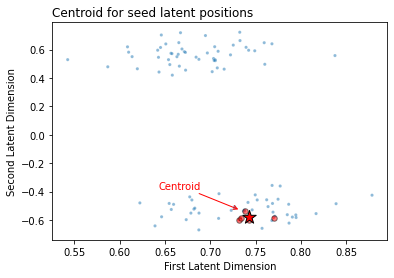 Centroid for seed latent positions
Second Latent Dimension
0.6
0.4
0.2
0.0
−0.2
−0.4
−0.6
Centroid
0.55 0.60 0.65 0.70 0.75 0.80 0.85
First Latent Dimension